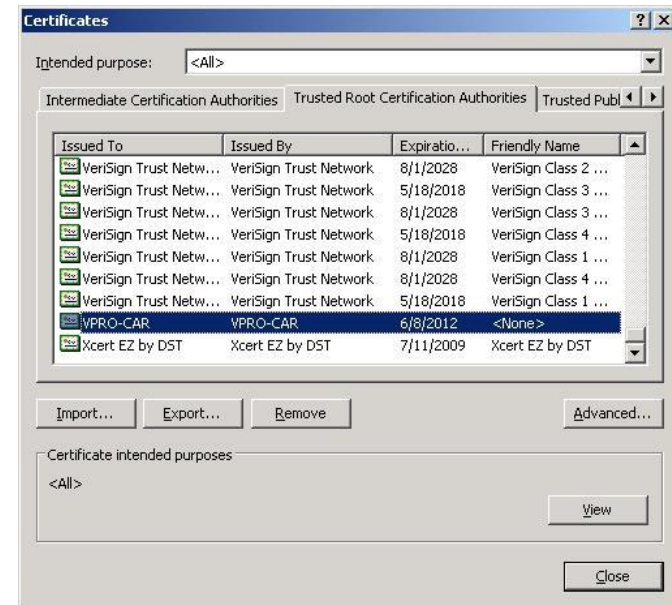 Certificates
Intended purpose: <All>
Intermediate Certification Authorities Trusted Root Certification Authorities Trusted Publ
Issued To Issued By Expiratio... Friendly Name
VeriSign Trust Netw... VeriSign Trust Network 8/1/2028 VeriSign Class 2 ...
VeriSign Trust Netw... VeriSign Trust Network 5/18/2018 VeriSign Class 3 ...
VeriSign Trust Netw... VeriSign Trust Network 8/1/2028 VeriSign Class 3 ...
VeriSign Trust Netw... VeriSign Trust Network 5/18/2018 VeriSign Class 4 ...
VeriSign Trust Netw... VeriSign Trust Network 8/1/2028 VeriSign Class 1 ...
VeriSign Trust Netw... VeriSign Trust Network 8/1/2028 VeriSign Class 4 ...
VeriSign Trust Netw... VeriSign Trust Network 5/18/2018 VeriSign Class 1 ...
VPRO-CAR VPRO-CAR 6/8/2012 <None>
Xcert EZ by DST Xcert EZ by DST 7/11/2009 Xcert EZ by DST
Import... Export... Remove Advanced...
Certificate intended purposes
<All>
View
Close